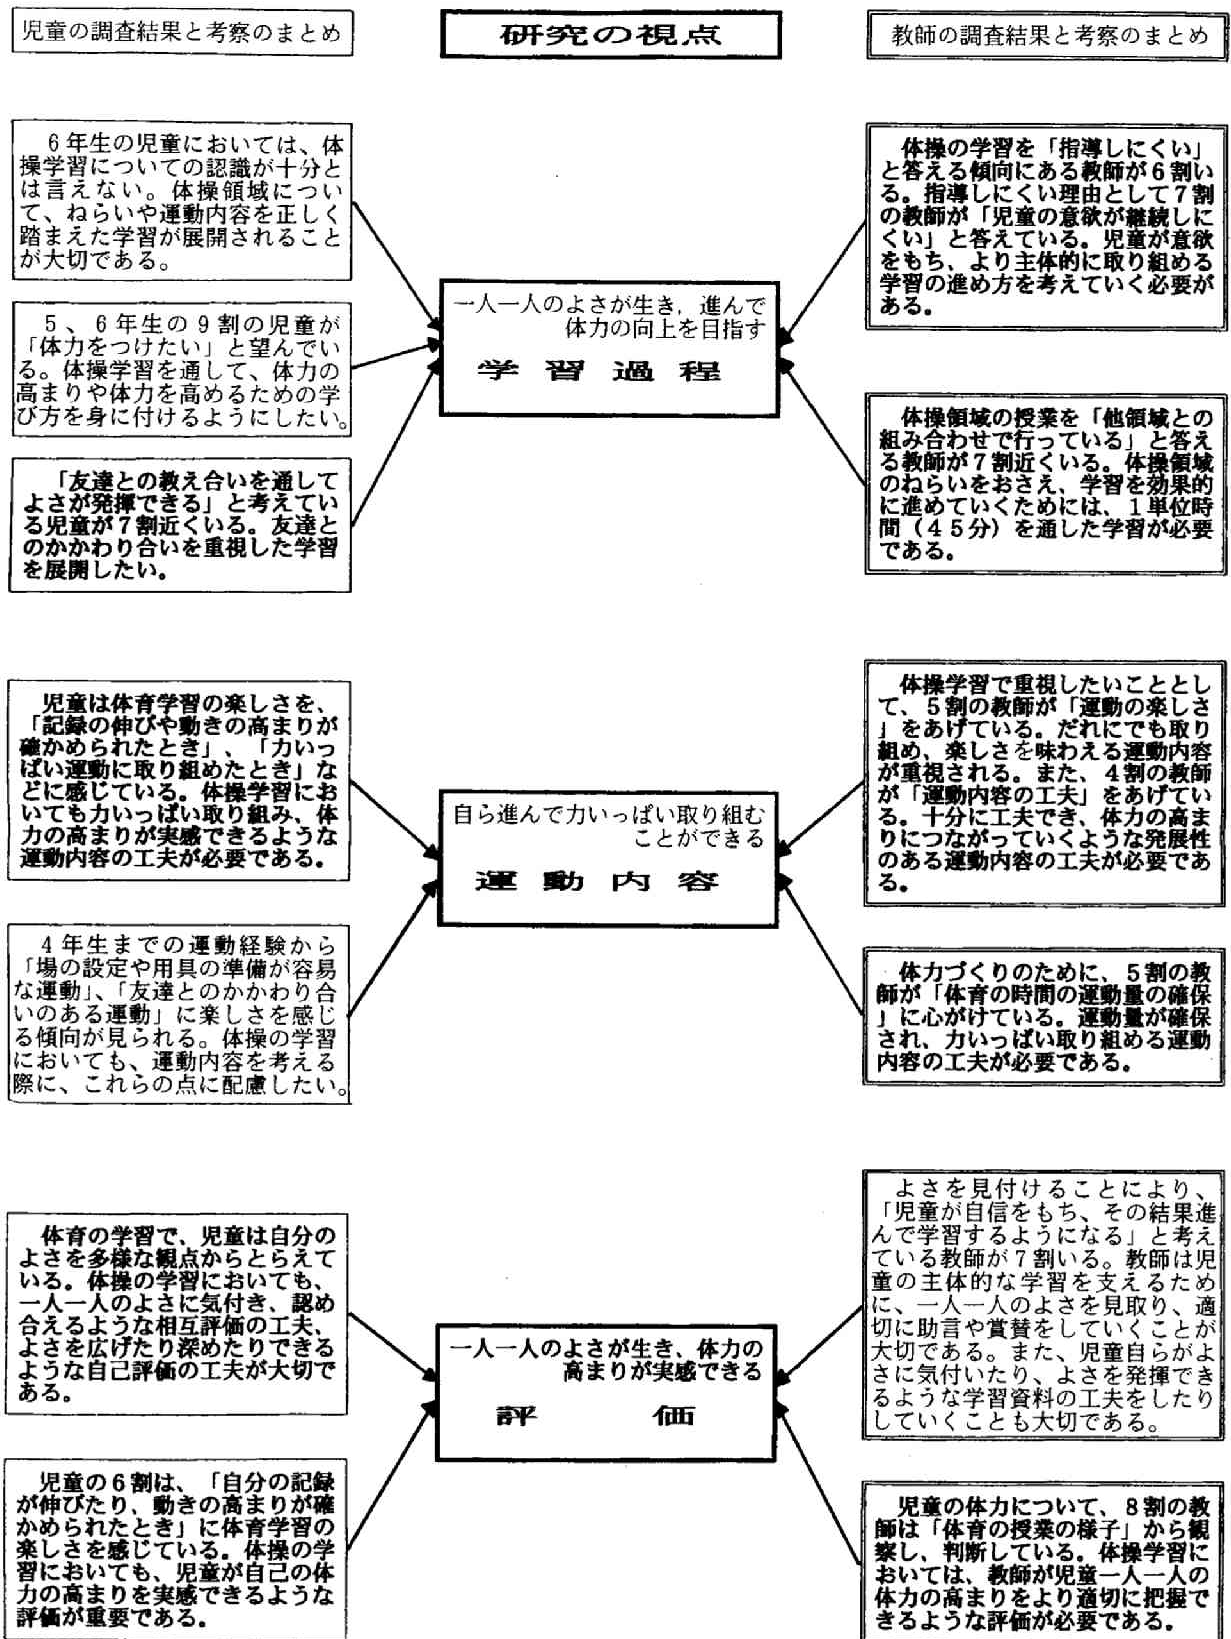 児童の調査結果と考察のまとめ
研究の視点
教師の調査結果と考察のまとめ
6年生の児童においては、体
操学習についての認識が十分と
は言えない。体操領域につい
て、ねらいや運動内容を正しく
踏まえた学習が展開されること
が大切である。
5、6年生の9割の児童が
「体力をつけたい」と望んでい
る。体操学習を通して、体力の
高まりや体力を高めるための学
び方を身に付けるようにしたい。
「友達との教え合いを通して
よさが発揮できる」と考えてい
る児童が7割近くいる。友達と
のかかわり合いを重視した学習
を展開したい。
一人一人のよさが生き，進んで
体力の向上を目指す
学習過程
体操の学習を「指導しにくい」
と答える傾向にある教師が6割い
る。指導しにくい理由として7割
の教師が「児童の意欲が継続しに
くい」と答えている。児童が意欲
をもち、より主体的に取り組める
学習の進め方を考えていく必要が
ある。
体操領域の授業を「他領域との
組み合わせで行っている」と答え
る教師が7割近くいる。体操領域
のねらいをおさえ、学習を効果的
に進めていくためには、1単位時
間（45分）を通した学習が必要
である。
児童は体育学習の楽しさを、
「記録の伸びや動きの高まりが
確かめられたとき」、「力いっ
ぱい運動に取り組めたとき」な
どに感じている。体操学習にお
いても力いっぱい取り組み、体
力の高まりが実感できるような
運動内容の工夫が必要である。
4年生までの運動経験から
「場の設定や用具の準備が容易
な運動」、「友達とのかかわり合
いのある運動」に楽しさを感じ
る傾向が見られる。体操の学習
においても、運動内容を考える
際に、これらの点に配慮したい。
自ら進んで力いっぱい取り組む
ことができる
運動内容
体操学習で重視したいこととし
て、5割の教師が「運動の楽しさ
」をあげている。だれにでも取り
組め、楽しさを味わえる運動内容
が重視される。また、4割の教師
が「運動内容の工夫」をあげてい
る。十分に工夫でき、体力の高ま
りにつながっていくような発展性
のある運動内容の工夫が必要であ
る。
体力づくりのために、5割の教
師が「体育の時間の運動量の確保
」に心がけている。運動量が確保
され、力いっぱい取り組める運動
内容の工夫が必要である。
体育の学習で、児童は自分の
よさを多様な観点からとらえて
いる。体操の学習においても、
一人一人のよさに気付き、認め
合えるような相互評価の工夫、
よさを広げたり深めたりできる
ような自己評価の工夫が大切で
ある。
児童の6割は、「自分の記録
が伸びたり、動きの高まりが確
かめられたとき」に体育学習の
楽しさを感じている。体操の学
習においても、児童が自己の体
力の高まりを実感できるような
評価が重要である。
一人一人のよさが生き、体力の
高まりが実感できる
評価
よさを見付けることにより、
「児童が自信をもち、その結果進
んで学習するようになる」と考え
ている教師が7割いる。教師は児
童の主体的な学習を支えるため
に、一人一人のよさを見取り、適
切に助言や賞賛をしていくことが
大切である。また、児童自らがよ
さに気付いたり、よさを発揮でき
るような学習資料の工夫をしたり
していくことも大切である。
児童の体力について、8割の教
師は「体育の授業の様子」から観
察し、判断している。体操学習に
おいては、教師が児童一人一人の
体力の高まりをより適切に把握で
きるような評価が必要である。